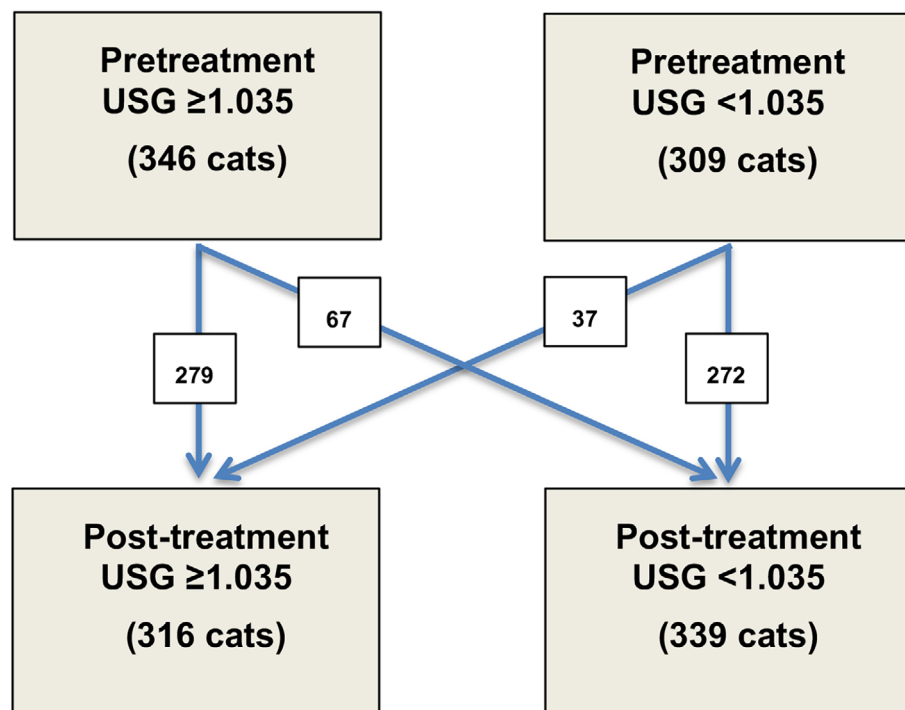 Pretreatment
USG ≥1.035
(346 cats)
Pretreatment
USG <1.035
(309 cats)
67
37
279
272
Post-treatment
USG ≥1.035
(316 cats)
Post-treatment
USG <1.035
(339 cats)